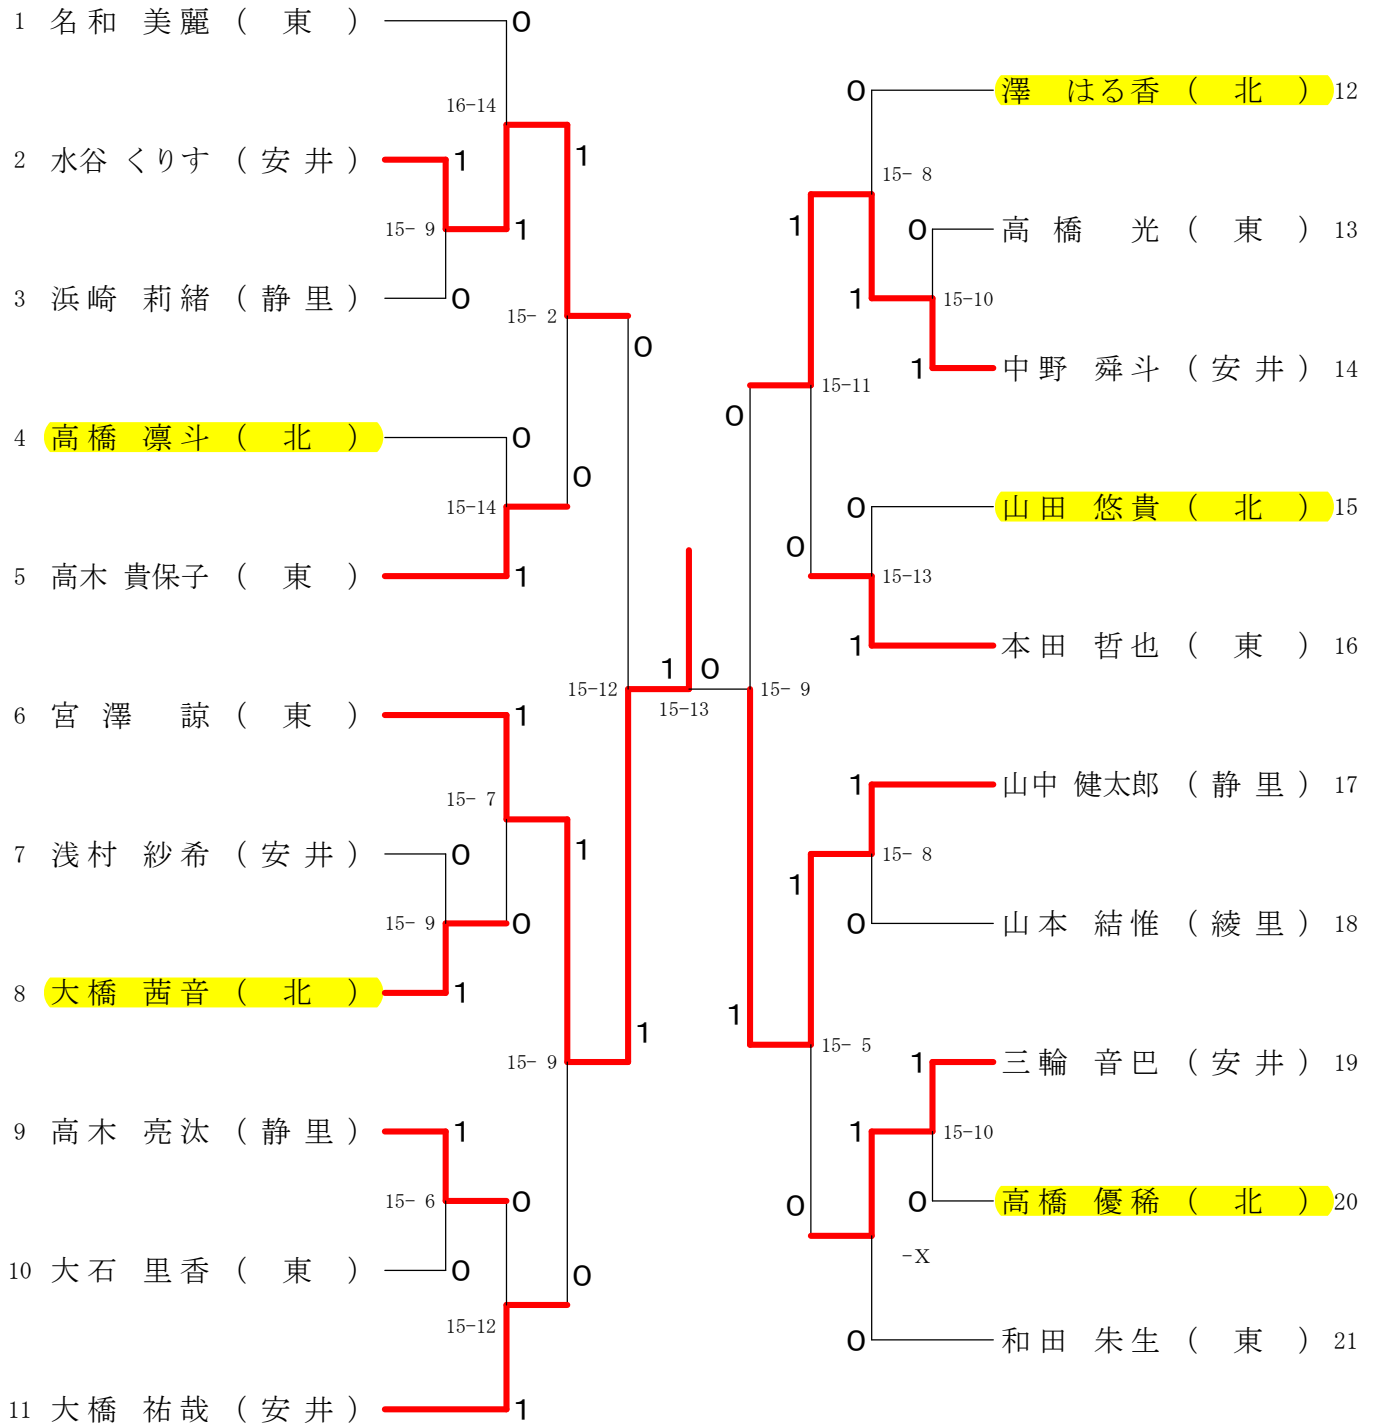 1 名和 美麗 ( 東 ) 0
16-14
2 水谷 くりす ( 安井 ) 1 1
15- 9 1
3 浜崎 莉緒 ( 静里 ) 0
15- 2 0
4 高橋 凛斗 ( 北 ) 0
0
15-14
5 高木 貴保子 ( 東 ) 1
15-12 1 0
15-13
6 宮澤 諒 ( 東 ) 1
15- 7
7 浅村 紗希 ( 安井 ) 0 1
15- 9 0
8 大橋 茜音 ( 北 ) 1
1
15- 9
9 高木 亮汰 ( 静里 ) 1
15- 6 0
10 大石 里香 ( 東 ) 0 0
15-12
11 大橋 祐哉 ( 安井 ) 1
0 澤 はる香 ( 北 ) 12
15- 8
1 0 高橋 光 ( 東 ) 13
1 15-10
1 中野 舜斗 ( 安井 ) 14
15-11
0
0 山田 悠貴 ( 北 ) 15
0
15-13
1 本田 哲也 ( 東 ) 16
15- 9
1 山中 健太郎 ( 静里 ) 17
15- 8
1
0 山本 結惟 ( 綾里 ) 18
1
15- 5
1 三輪 音巴 ( 安井 ) 19
1 15-10
0 0 高橋 優稀 ( 北 ) 20
-X
0 和田 朱生 ( 東 ) 21